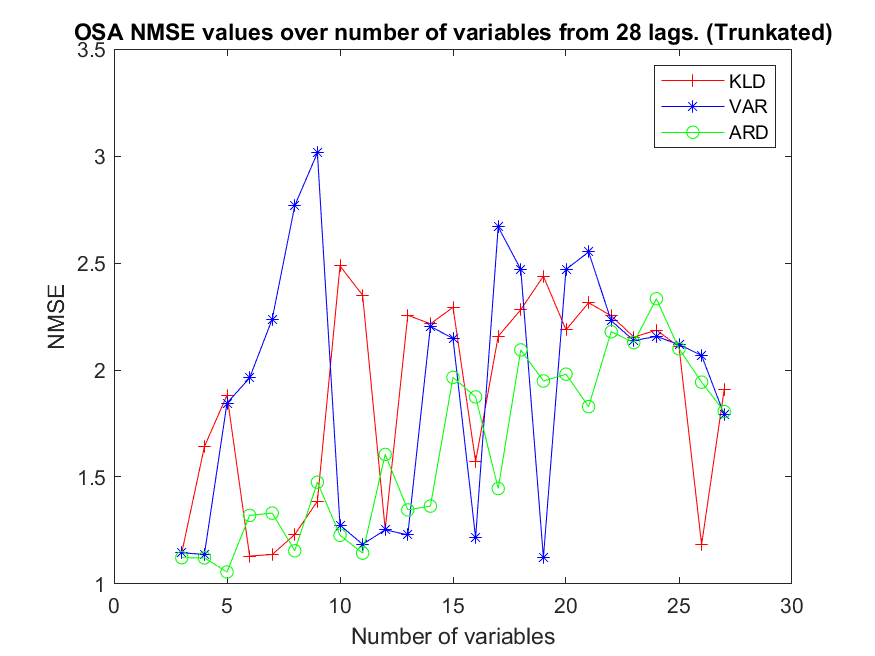 OSA NMSE values over number of variables from 28 lags. (Trunkated)
3.5
3
2.5
2
1.5
1
NMSE
KLD
VAR
ARD
0 5 10 15 20 25 30
Number of variables